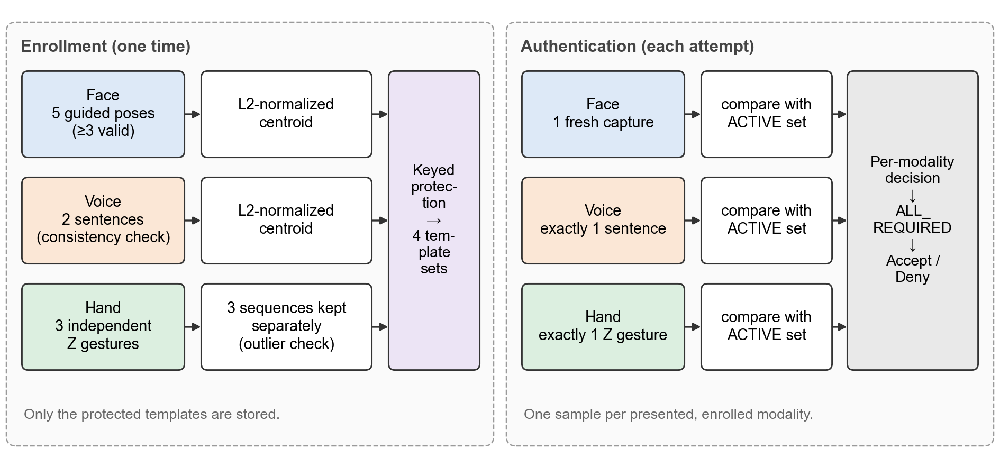 Enrollment (one time)
Face
5 guided poses
(≥3 valid)
L2-normalized
centroid
Voice
2 sentences
(consistency check)
L2-normalized
centroid
Hand
3 independent
Z gestures
3 sequences kept
separately
(outlier check)
Keyed
protec-
tion
→
4 tem-
plate
sets
Only the protected templates are stored.
Authentication (each attempt)
Face
1 fresh capture
compare with
ACTIVE set
Voice
exactly 1 sentence
compare with
ACTIVE set
Hand
exactly 1 Z gesture
compare with
ACTIVE set
Per-modality
decision
↓
ALL_
REQUIRED
↓
Accept /
Deny
One sample per presented, enrolled modality.